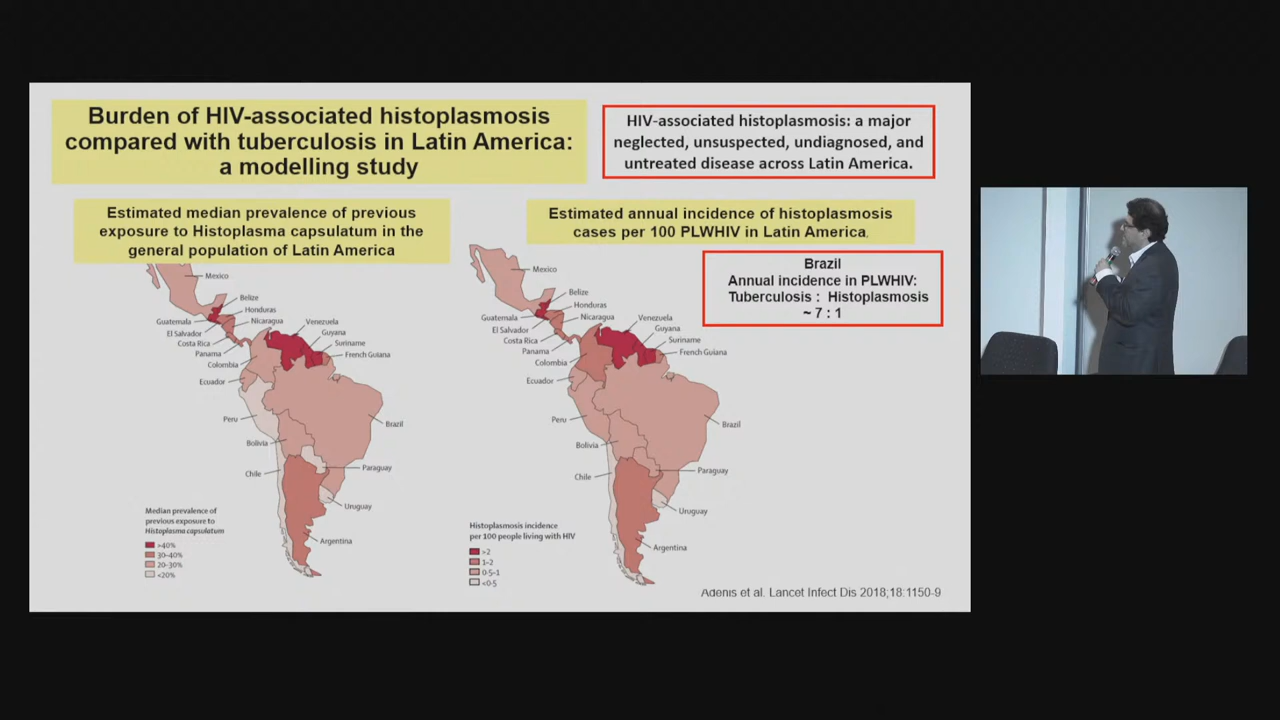 Burden of HIV-associated histoplasmosis
compared with tuberculosis in Latin America:
a modelling study
HIV-associated histoplasmosis: a major
neglected, unsuspected, undiagnosed, and
untreated disease across Latin America.
Estimated median prevalence of previous
exposure to Histoplasma capsulatum in the
general population of Latin America
Mexico
Belize
Honduras
Guatemala
Nicaragua
El Salvador
Venezuela
Costa Rica
Guyana
Suriname
Panama
French Guiana
Colombia
Ecuador
Peru
Brazil
Bolivia
Chile
Paraguay
Uruguay
Argentina
Median prevalence of
previous exposure to
Histoplasma capsulatum
>40%
30–40%
20–30%
<20%
Estimated annual incidence of histoplasmosis
cases per 100 PLWHIV in Latin America.
Brazil
Annual incidence in PLWHIV:
Tuberculosis : Histoplasmosis
~ 7 : 1
Mexico
Belize
Honduras
Guatemala
Nicaragua
El Salvador
Venezuela
Costa Rica
Guyana
Suriname
Panama
French Guiana
Colombia
Ecuador
Peru
Brazil
Bolivia
Chile
Paraguay
Uruguay
Argentina
Histoplasmosis incidence
per 100 people living with HIV
>2
1–2
0·5–1
<0·5
Adenis et al. Lancet Infect Dis 2018;18:1150-9